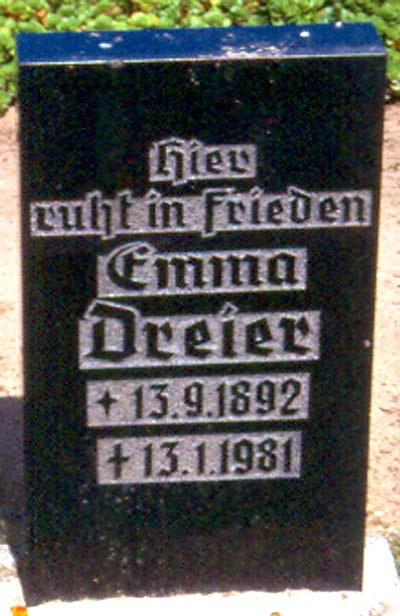 Hier
ruht in Frieden
Emma
Dreier
✦ 13.9.1892
✝ 13.1.1981